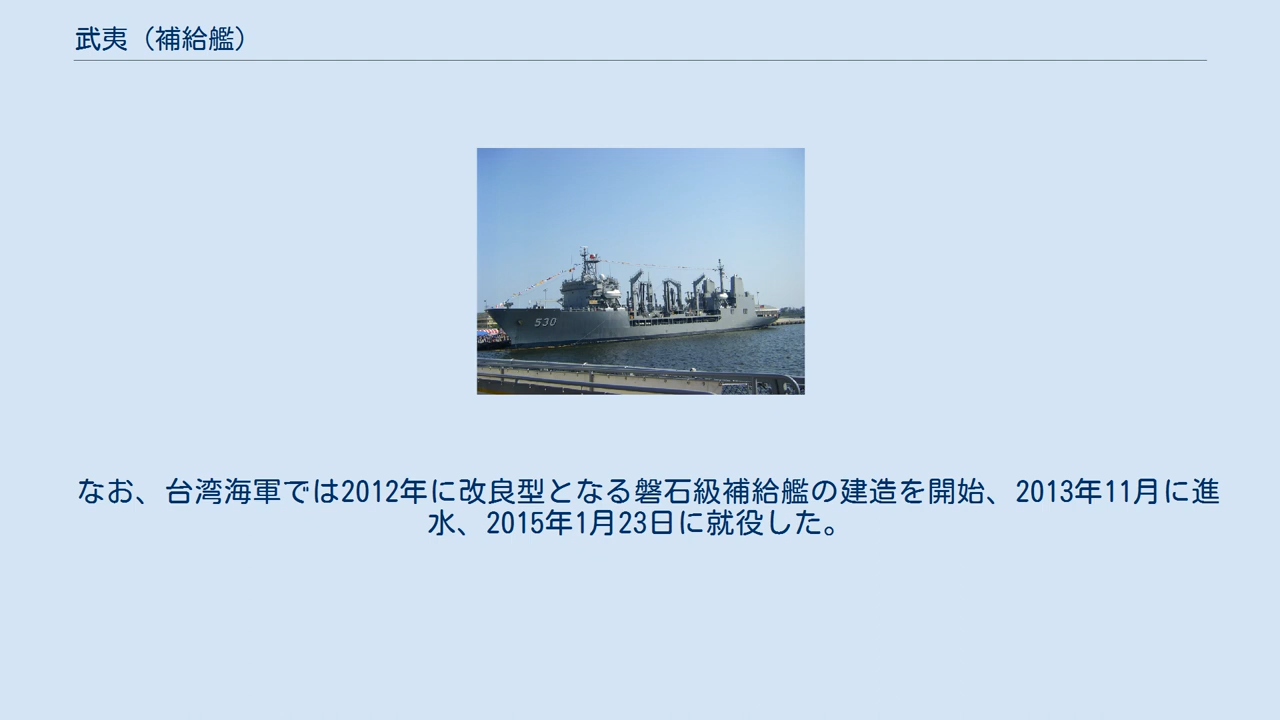 武夷（補給艦）
530
なお、台湾海軍では2012年に改良型となる磐石級補給艦の建造を開始、2013年11月に進
水、2015年1月23日に就役した。